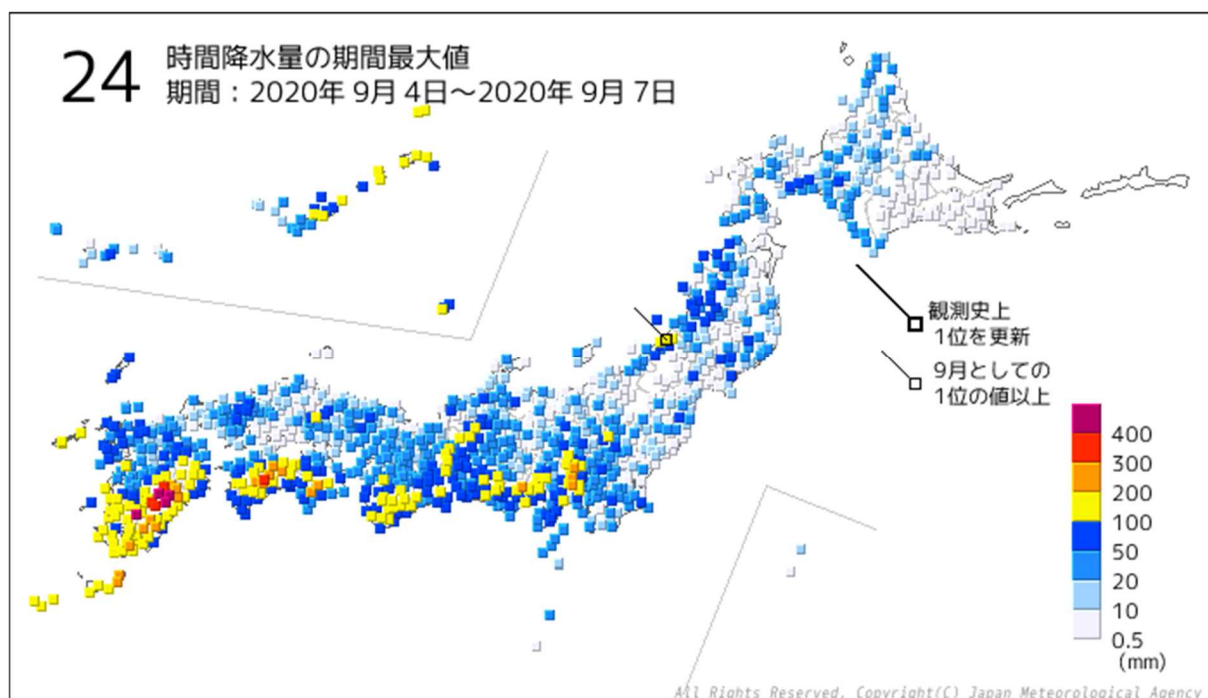 24
時間降水量の期間最大値
期間：2020年 9月 4日～2020年 9月 7日
観測史上
1位を更新
9月としての
1位の値以上
400
300
200
100
50
20
10
0.5
(mm)
All Rights Reserved. Copyright(C) Japan Meteorological Agency